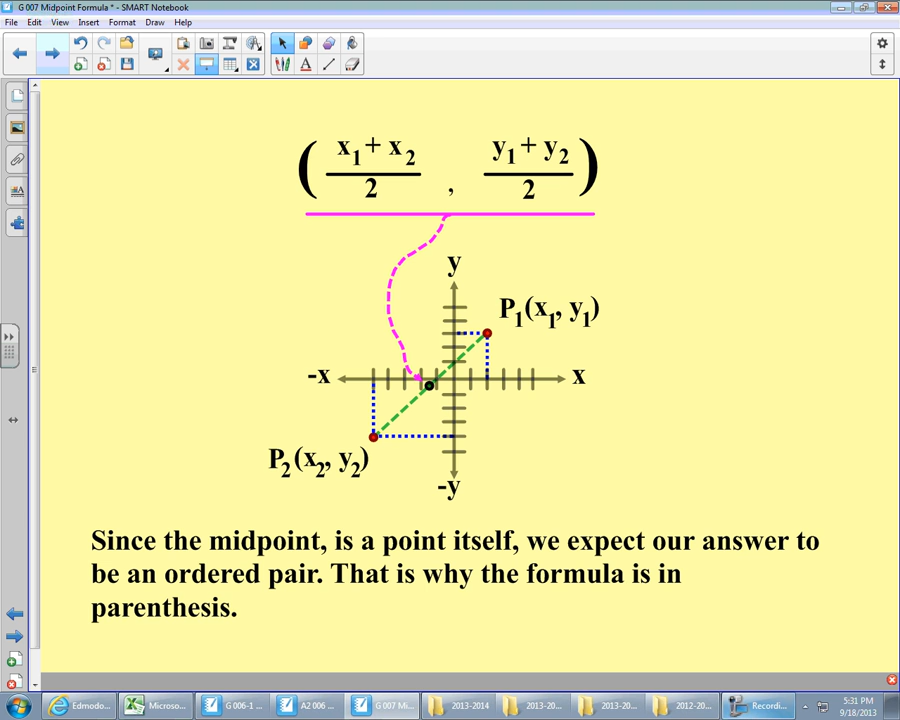 G 007 Midpoint Formula * - SMART Notebook
File Edit View Insert Format Draw Help
( x₁ + x₂ / 2 , y₁ + y₂ / 2 )
y
P₁(x₁, y₁)
-x x
P₂(x₂, y₂)
-y
Since the midpoint, is a point itself, we expect our answer to
be an ordered pair. That is why the formula is in
parenthesis.
Edmodo... Microso... G 006-1 A2 006 ... G 007 Mi... 2013-2014 2013-20... 2013-20... 2012-20... Recordi... 5:31 PM
9/18/2013